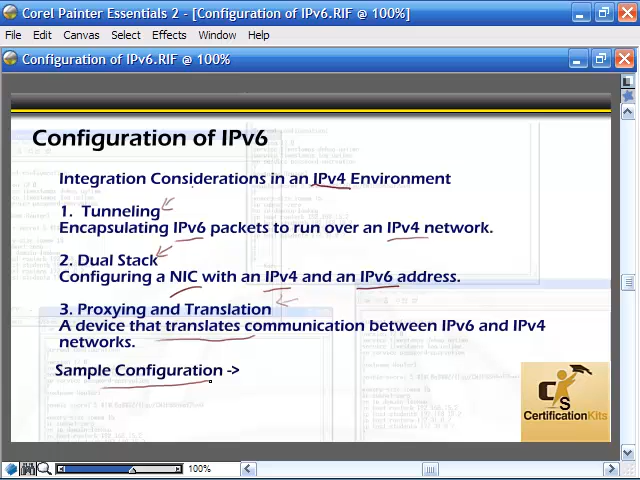 Corel Painter Essentials 2 - [Configuration of IPv6.RIF @ 100%]
File Edit Canvas Select Effects Window Help
Configuration of IPv6.RIF @ 100%
Configuration of IPv6
Integration Considerations in an IPv4 Environment
1. Tunneling
Encapsulating IPv6 packets to run over an IPv4 network.
2. Dual Stack
Configuring a NIC with an IPv4 and an IPv6 address.
3. Proxying and Translation
A device that translates communication between IPv6 and IPv4
networks.
Sample Configuration ->
CS
CertificationKits
100%